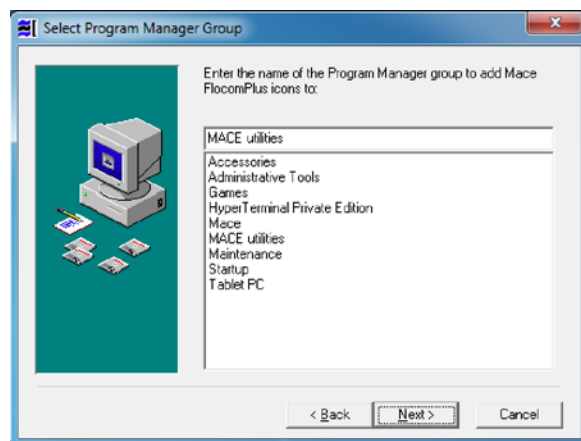 Select Program Manager Group
Enter the name of the Program Manager group to add Mace
FlocomPlus icons to:
MACE utilities
Accessories
Administrative Tools
Games
HyperTerminal Private Edition
Mace
MACE utilities
Maintenance
Startup
Tablet PC
< Back
Next >
Cancel